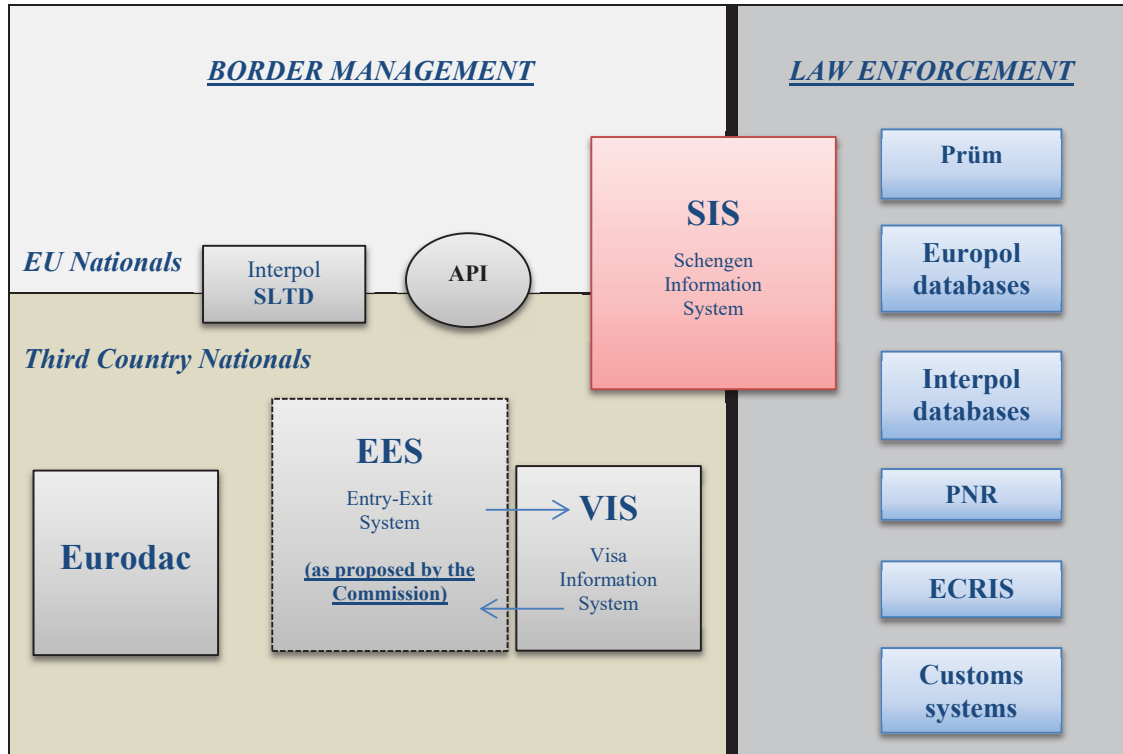 BORDER MANAGEMENT
LAW ENFORCEMENT
EU Nationals
Interpol
SLTD
API
SIS
Schengen
Information
System
Third Country Nationals
Eurodac
EES
Entry-Exit
System
(as proposed by the
Commission)
VIS
Visa
Information
System
Prüm
Europol
databases
Interpol
databases
PNR
ECRIS
Customs
systems